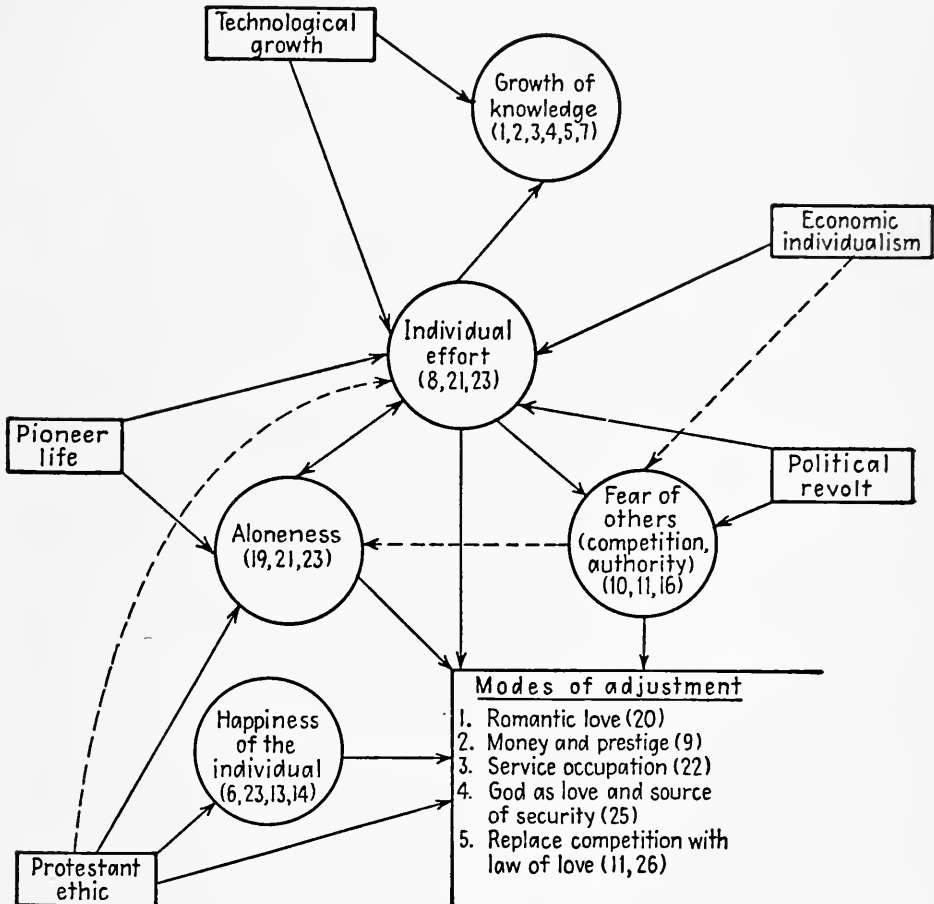 Technological
growth
Growth of
knowledge
(1,2,3,4,5,7)
Economic
individualism
Individual
effort
(8,21,23)
Pioneer
life
Political
revolt
Aloneness
(19,21,23)
Fear of
others
(competition,
authority)
(10,11,16)
Happiness
of the
individual
(6,23,13,14)
Modes of adjustment
1. Romantic love (20)
2. Money and prestige (9)
3. Service occupation (22)
4. God as love and source
of security (25)
5. Replace competition with
law of love (11, 26)
Protestant
ethic